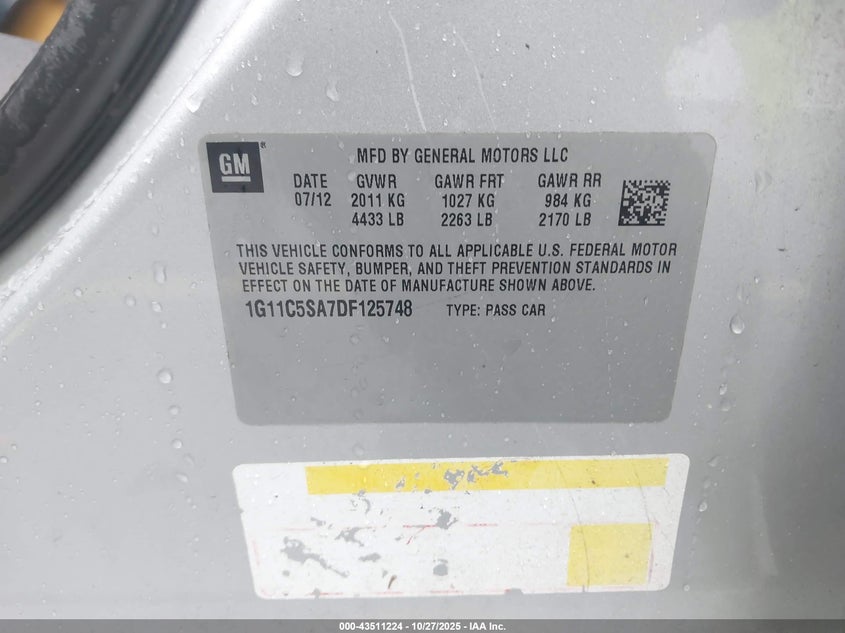 GM ®
MFD BY GENERAL MOTORS LLC
DATE GVWR GAWR FRT GAWR RR
07/12 2011 KG 1027 KG 984 KG
4433 LB 2263 LB 2170 LB
THIS VEHICLE CONFORMS TO ALL APPLICABLE U.S. FEDERAL MOTOR
VEHICLE SAFETY, BUMPER, AND THEFT PREVENTION STANDARDS IN
EFFECT ON THE DATE OF MANUFACTURE SHOWN ABOVE.
1G11C5SA7DF125748 TYPE: PASS CAR
000-43511224 - 10/27/2025 - IAA Inc.